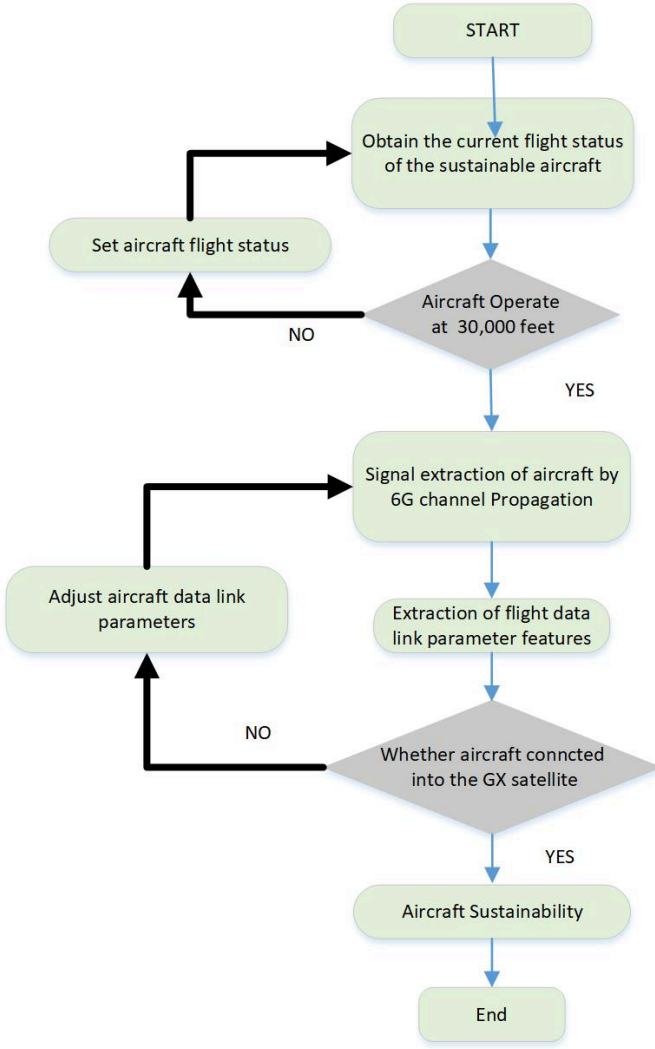 START
Obtain the current flight status
of the sustainable aircraft
Set aircraft flight status
Aircraft Operate
at 30,000 feet
NO
YES
Signal extraction of aircraft by
6G channel Propagation
Adjust aircraft data link
parameters
Extraction of flight data
link parameter features
NO
Whether aircraft conncted
into the GX satellite
YES
Aircraft Sustainability
End